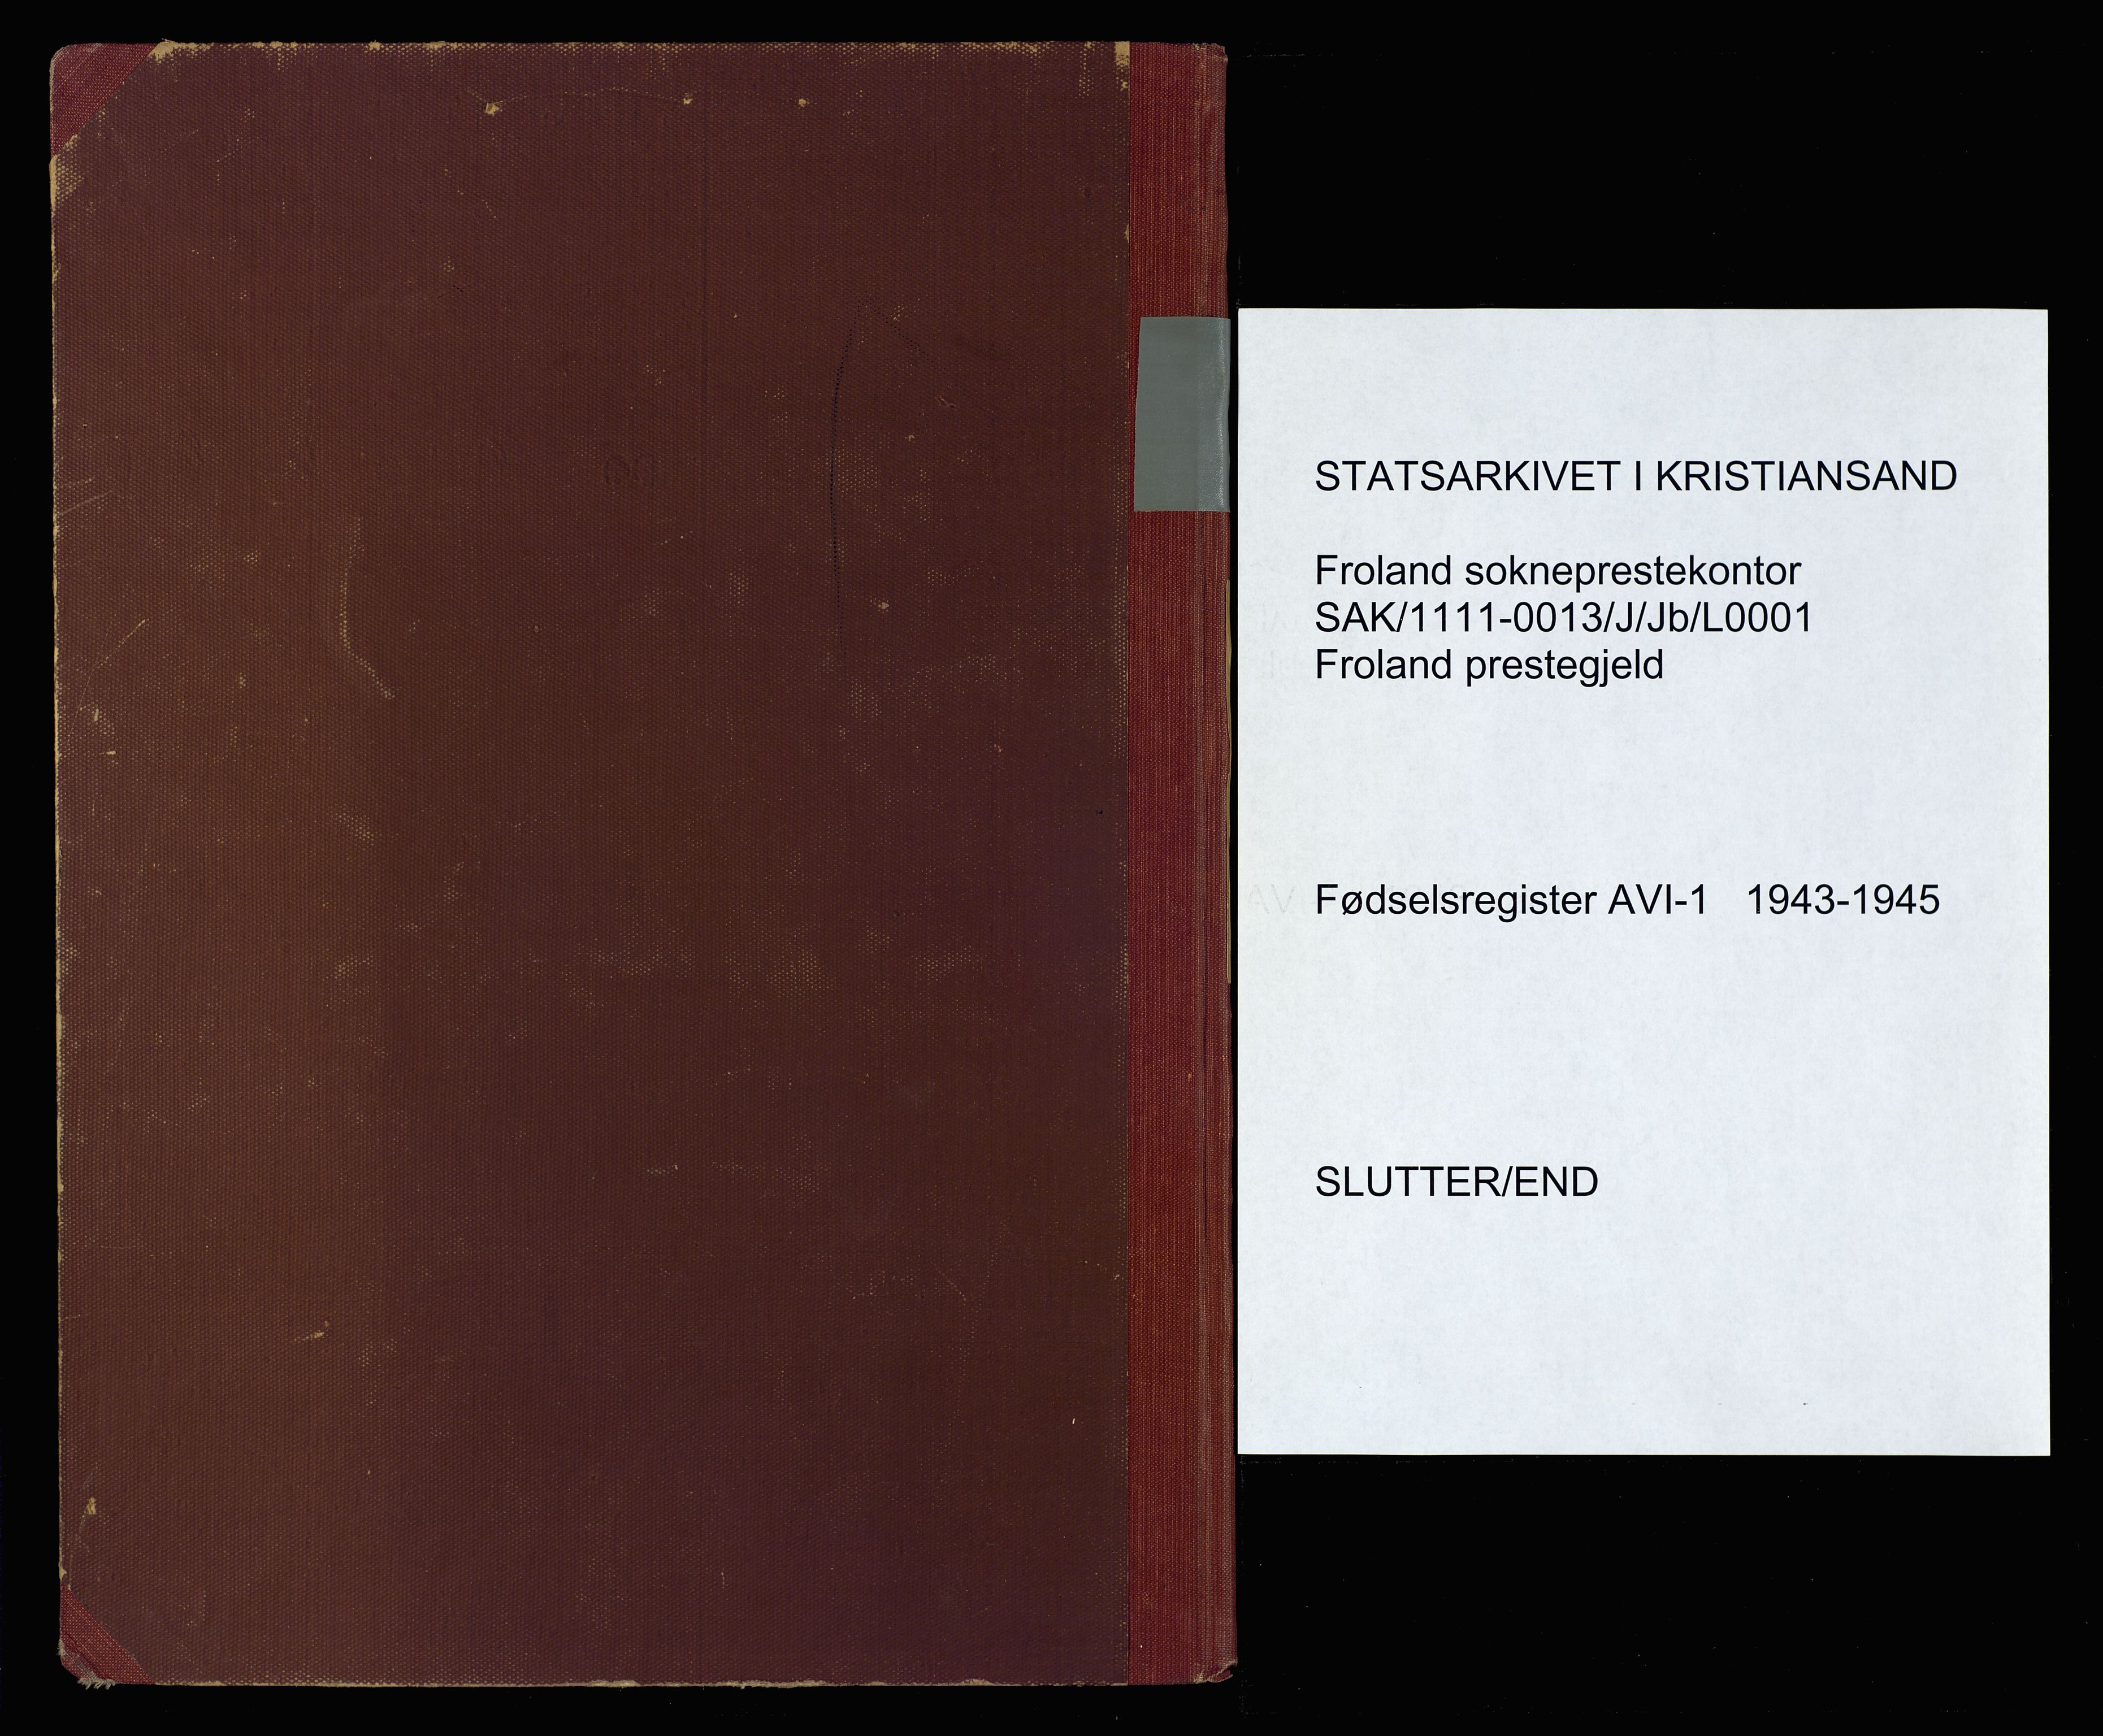 STATSARKIVET I KRISTIANSAND
Froland sokneprestekontor
SAK/1111-0013/J/Jb/L0001
Froland prestegjeld
Fødselsregister AVI-1 1943-1945
SLUTTER/END